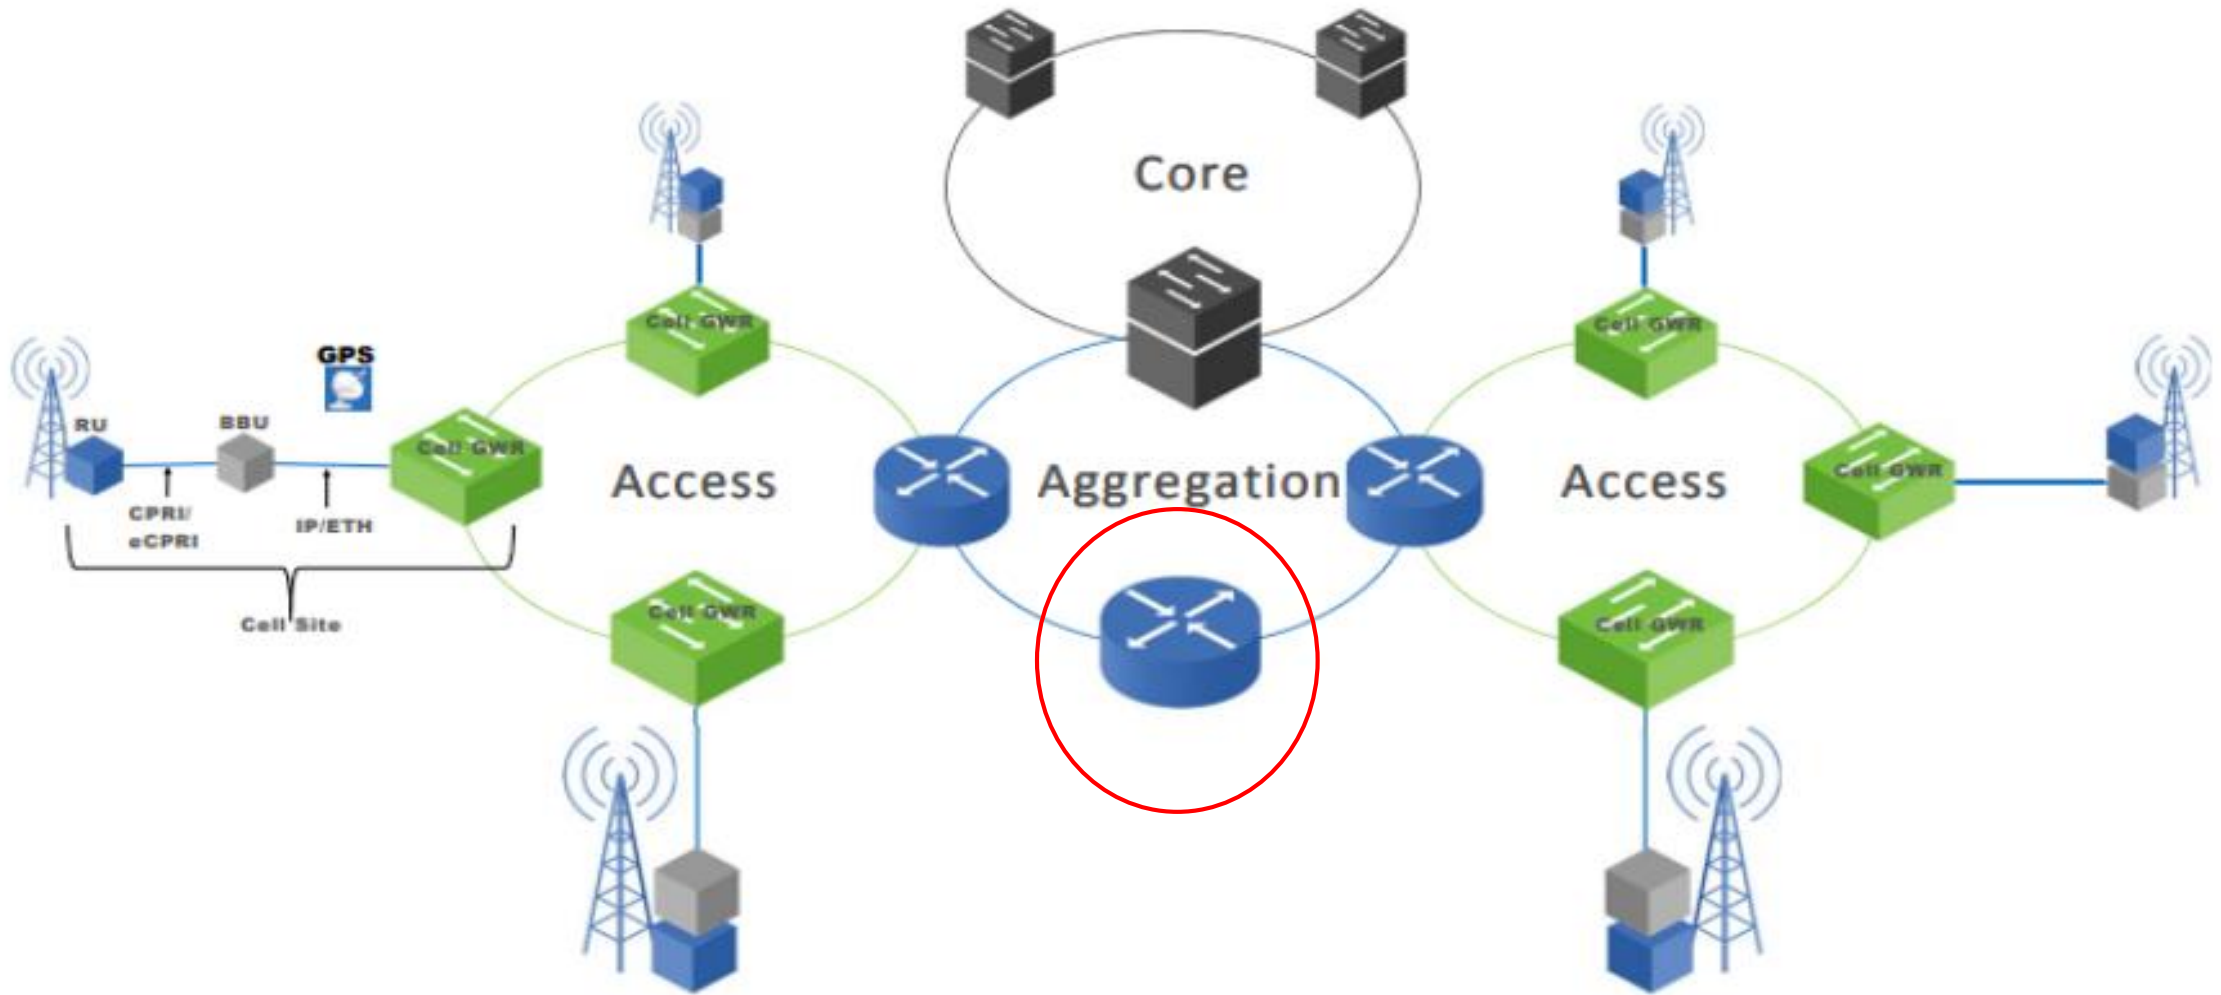 Core
Cell GWR
Cell GWR
GPS
RU
BBU
Cell GWR
Access
Aggregation
Access
Cell GWR
CPRI/
eCPRI
IP/ETH
Cell Site
Cell GWR
Cell GWR